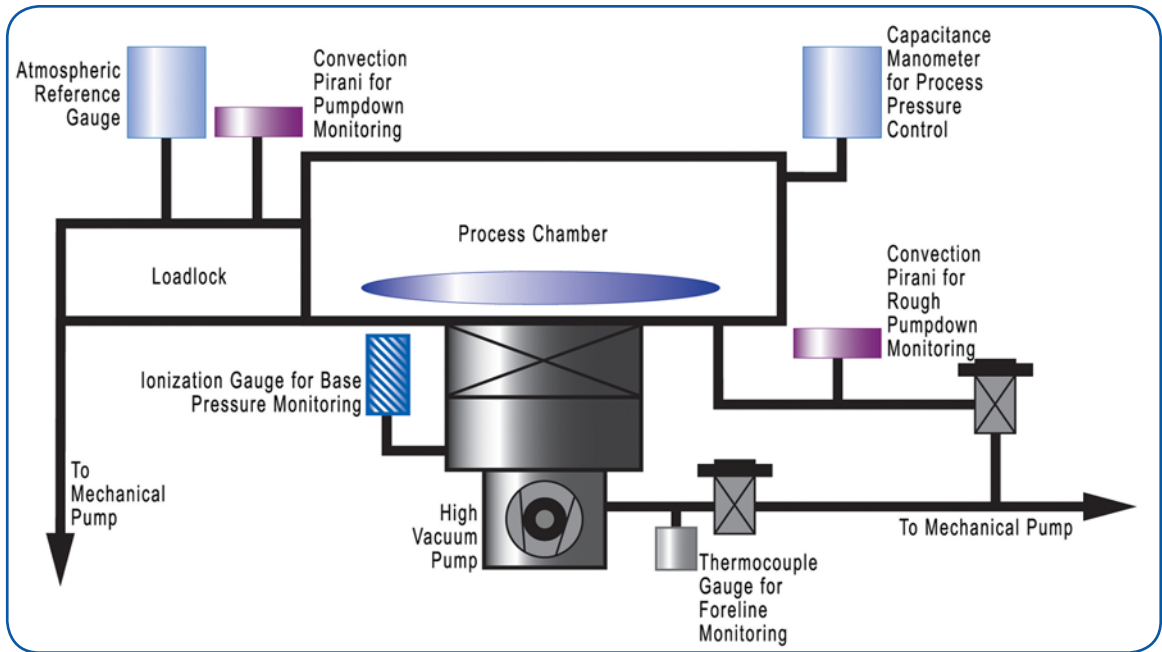 Atmospheric
Reference
Gauge
Convection
Pirani for
Pumpdown
Monitoring
Capacitance
Manometer
for Process
Pressure
Control
Process Chamber
Loadlock
Convection
Pirani for
Rough
Pumpdown
Monitoring
Ionization Gauge for Base
Pressure Monitoring
To
Mechanical
Pump
High
Vacuum
Pump
To Mechanical Pump
Thermocouple
Gauge for
Foreline
Monitoring